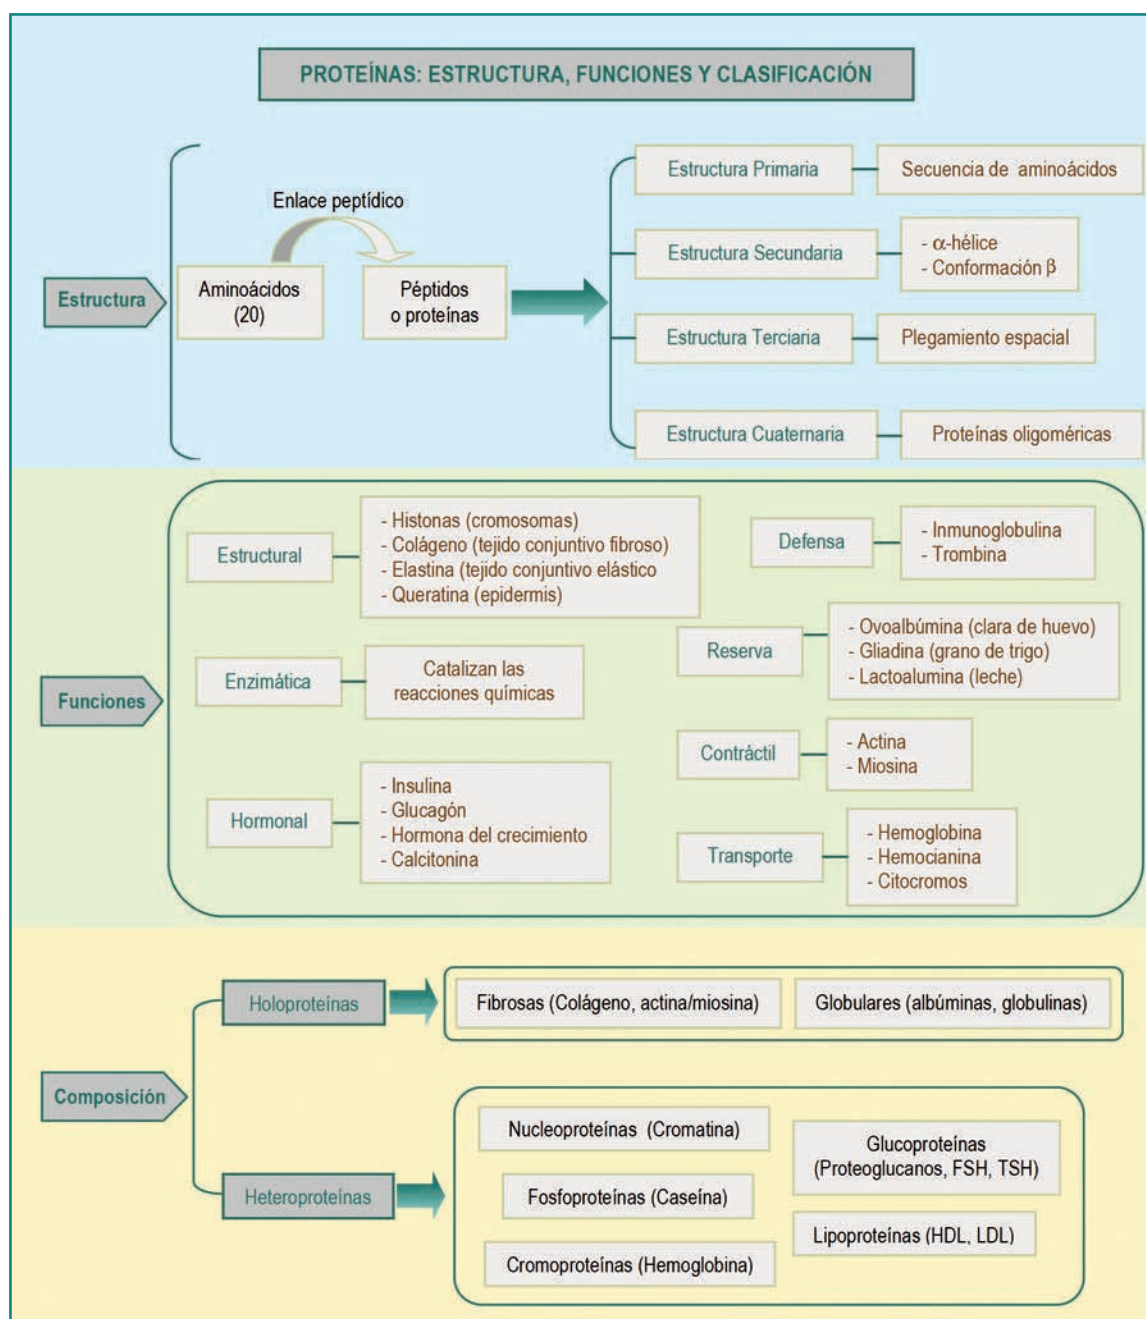 PROTEÍNAS: ESTRUCTURA, FUNCIONES Y CLASIFICACIÓN
Estructura
Enlace peptídico
Aminoácidos
(20)
Péptidos
o proteínas
Estructura Primaria
Secuencia de aminoácidos
Estructura Secundaria
- α-hélice
- Conformación β
Estructura Terciaria
Plegamiento espacial
Estructura Cuaternaria
Proteínas oligoméricas
Funciones
Estructural
- Histonas (cromosomas)
- Colágeno (tejido conjuntivo fibroso)
- Elastina (tejido conjuntivo elástico
- Queratina (epidermis)
Enzimática
Catalizan las
reacciones químicas
Hormonal
- Insulina
- Glucagón
- Hormona del crecimiento
- Calcitonina
Defensa
- Inmunoglobulina
- Trombina
Reserva
- Ovoalbúmina (clara de huevo)
- Gliadina (grano de trigo)
- Lactoalumina (leche)
Contráctil
- Actina
- Miosina
Transporte
- Hemoglobina
- Hemocianina
- Citocromos
Composición
Holoproteínas
Fibrosas (Colágeno, actina/miosina)
Globulares (albúminas, globulinas)
Heteroproteínas
Nucleoproteínas (Cromatina)
Fosfoproteínas (Caseína)
Cromoproteínas (Hemoglobina)
Glucoproteínas
(Proteoglucanos, FSH, TSH)
Lipoproteínas (HDL, LDL)